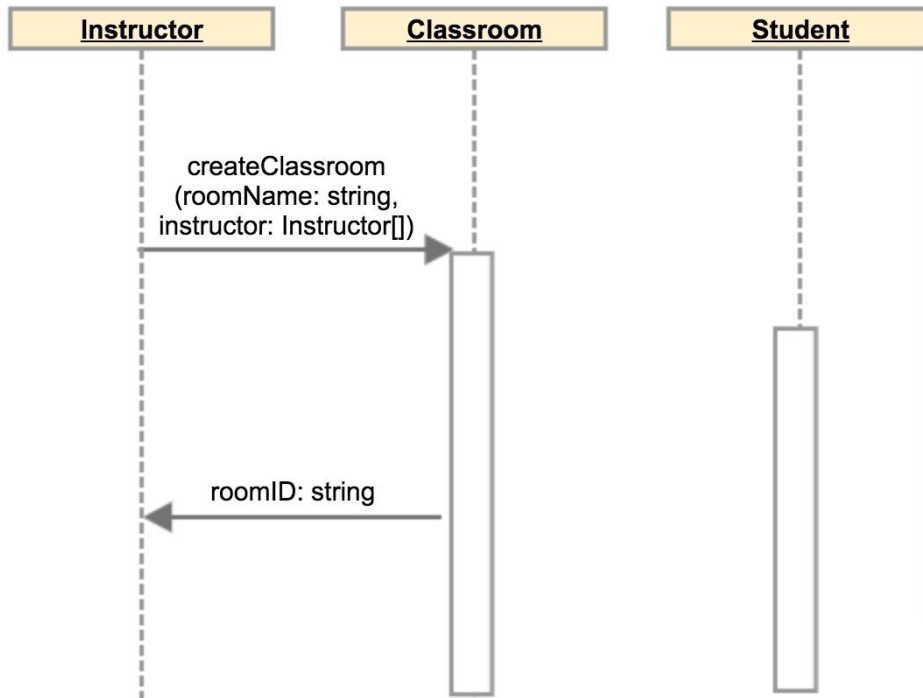 Instructor
Classroom
Student
createClassroom
(roomName: string,
instructor: Instructor[])
roomID: string